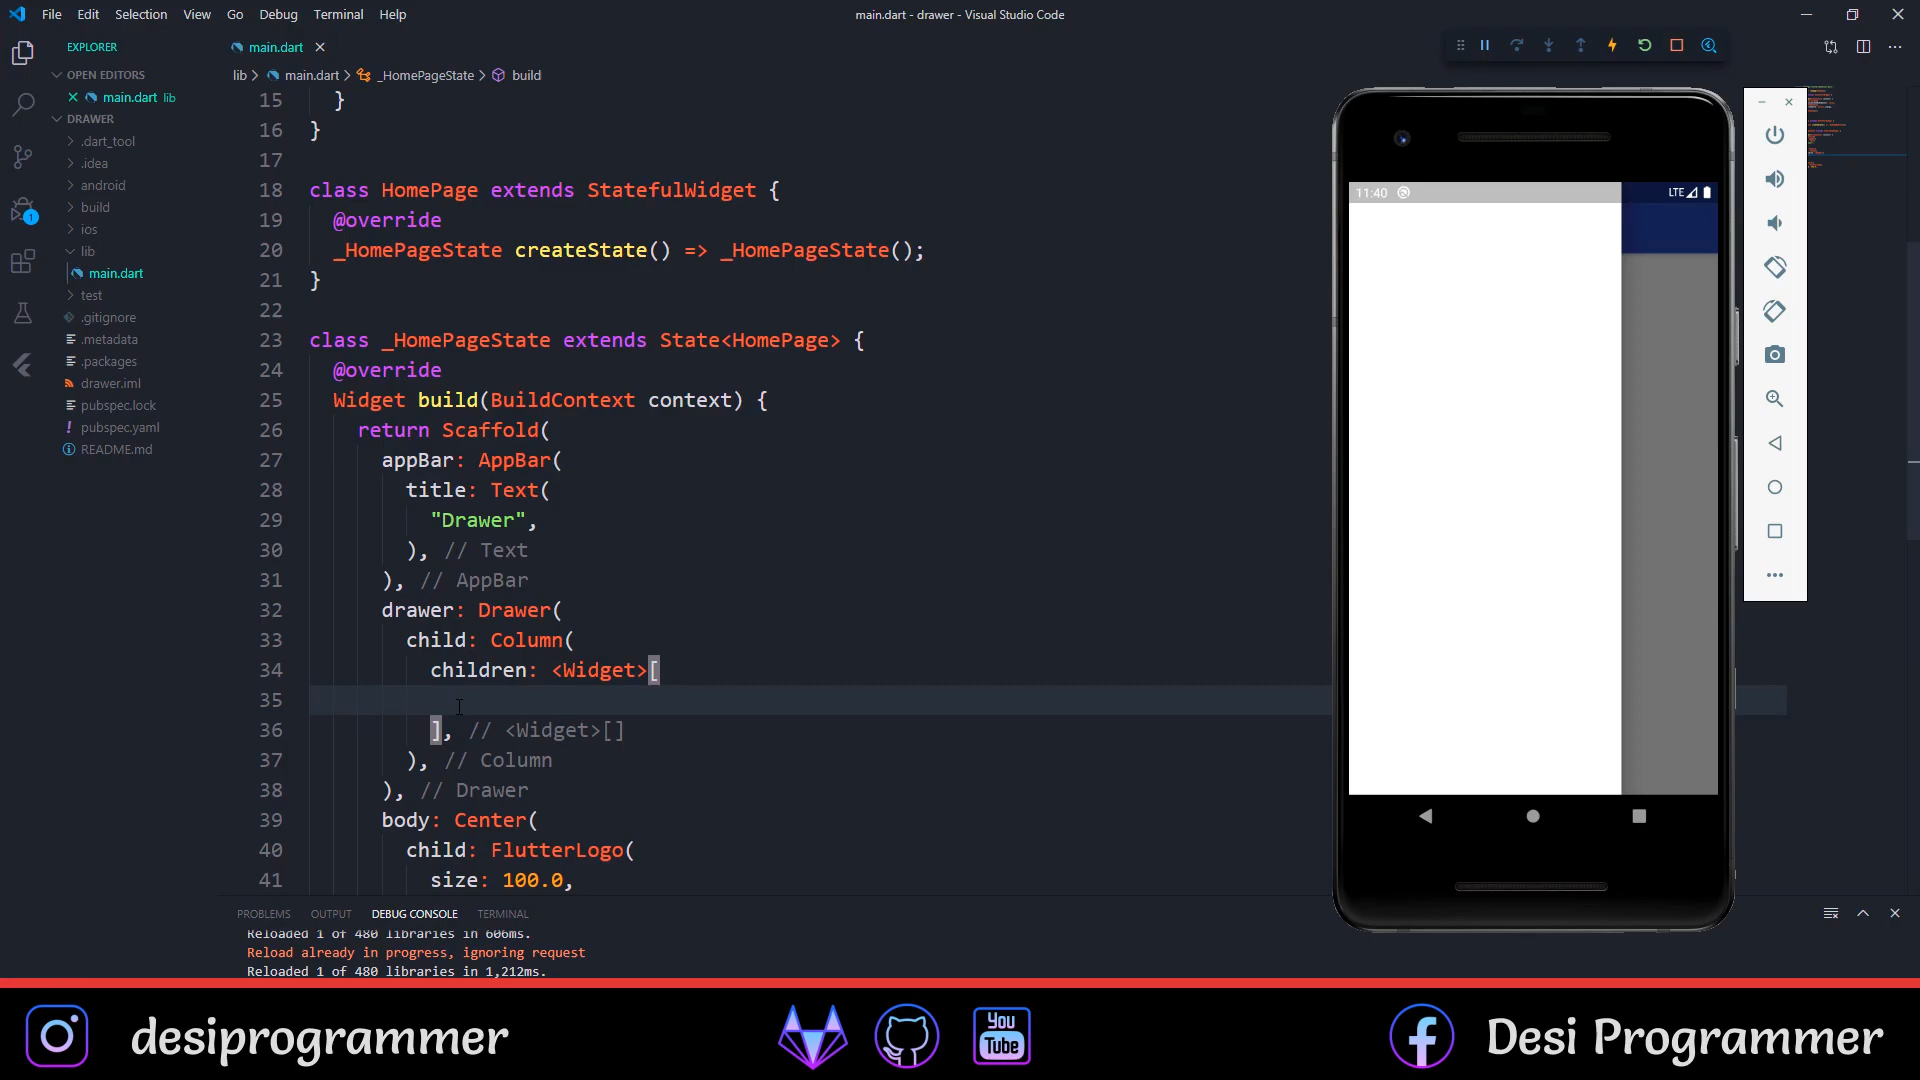 File Edit Selection View Go Debug Terminal Help
main.dart - drawer - Visual Studio Code
EXPLORER
OPEN EDITORS
main.dart lib
DRAWER
.dart_tool
.idea
android
build
ios
lib
main.dart
test
.gitignore
.metadata
.packages
drawer.iml
pubspec.lock
pubspec.yaml
README.md
1
main.dart
lib > main.dart > _HomePageState > build
15 }
16 }
17
18 class HomePage extends StatefulWidget {
19 @override
20 _HomePageState createState() => _HomePageState();
21 }
22
23 class _HomePageState extends State<HomePage> {
24 @override
25 Widget build(BuildContext context) {
26 return Scaffold(
27 appBar: AppBar(
28 title: Text(
29 "Drawer",
30 ), // Text
31 ), // AppBar
32 drawer: Drawer(
33 child: Column(
34 children: <Widget>[
35
36 ], // <Widget>[]
37 ), // Column
38 ), // Drawer
39 body: Center(
40 child: FlutterLogo(
41 size: 100.0,
11:40
LTE
PROBLEMS OUTPUT DEBUG CONSOLE TERMINAL
Reloaded 1 of 480 libraries in 606ms.
Reload already in progress, ignoring request
Reloaded 1 of 480 libraries in 1,212ms.
desiprogrammer
You
Tube
Desi Programmer